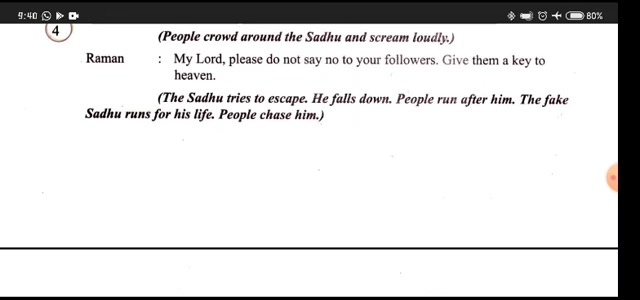 9:40 80%
4
(People crowd around the Sadhu and scream loudly.)
Raman : My Lord, please do not say no to your followers. Give them a key to
heaven.
(The Sadhu tries to escape. He falls down. People run after him. The fake
Sadhu runs for his life. People chase him.)